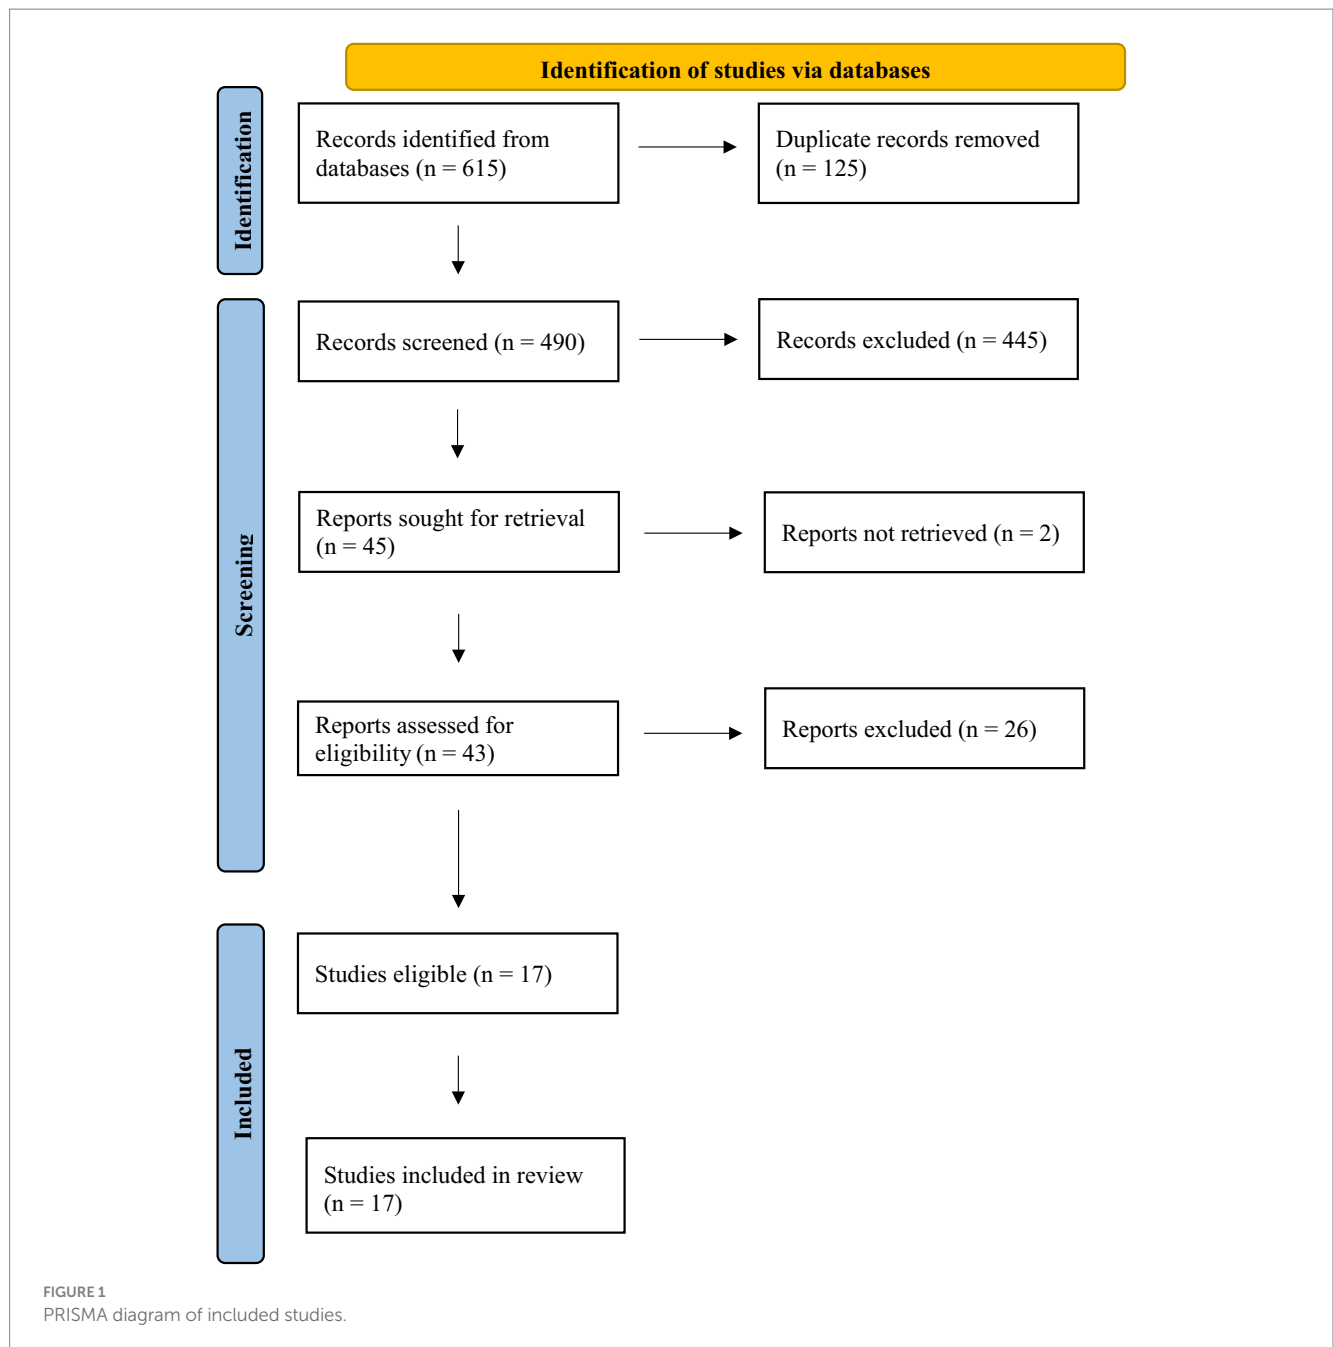 Identification of studies via databases
Identification
Records identified from
databases (n = 615)
Duplicate records removed
(n = 125)
Screening
Records screened (n = 490)
Records excluded (n = 445)
Reports sought for retrieval
(n = 45)
Reports not retrieved (n = 2)
Reports assessed for
eligibility (n = 43)
Reports excluded (n = 26)
Included
Studies eligible (n = 17)
Studies included in review
(n = 17)
FIGURE 1
PRISMA diagram of included studies.